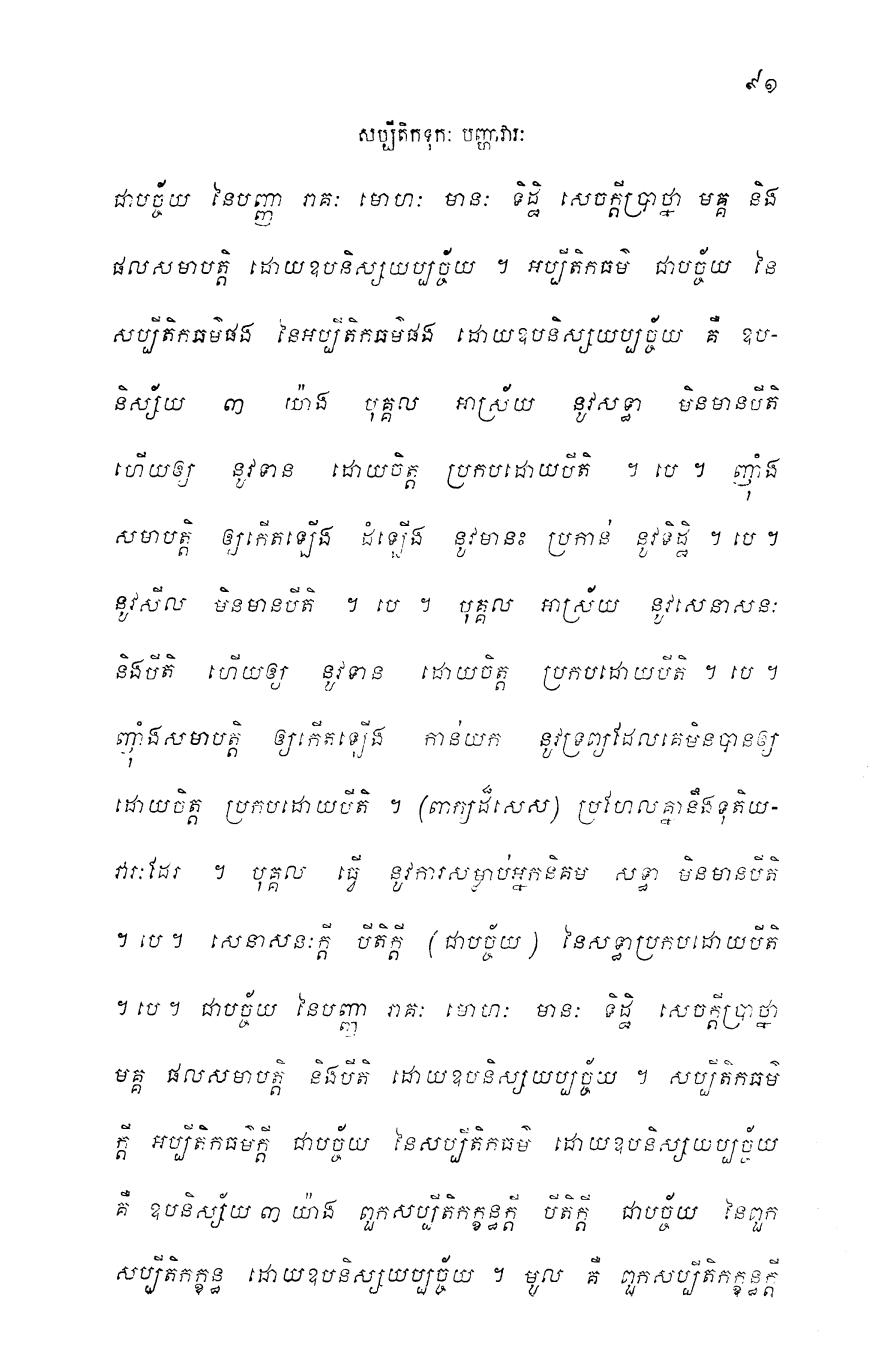 ៩១
សប្បីតិកទុកៈ បញ្ហាវារៈ
ជាបច្ច័យ នៃបញ្ញា រាគៈ មោហៈ មានៈ ទិដ្ឋិ សេចក្តីប្រាថ្នា មគ្គ និង
ផលសមាបត្តិ ដោយឧបនិស្សយប្បច្ច័យ ។ អប្បីតិកធម៌ ជាបច្ច័យ នៃ
សប្បីតិកធម៌ផង នៃអប្បីតិកធម៌ផង ដោយឧបនិស្សយប្បច្ច័យ គឺ ឧប-
និស្ស័យ ៣ យ៉ាង បុគ្គល អាស្រ័យ នូវសទ្ធា មិនមានបីតិ
ហើយឲ្យ នូវទាន ដោយចិត្ត ប្រកបដោយបីតិ ។ បេ ។ ញ៉ាំង
សមាបត្តិ ឲ្យកើតឡើង ដំឡើង នូវមានះ ប្រកាន់ នូវទិដ្ឋិ ។ បេ ។
នូវសីល មិនមានបីតិ ។ បេ ។ បុគ្គល អាស្រ័យ នូវសេនាសនៈ
និងបីតិ ហើយឲ្យ នូវទាន ដោយចិត្ត ប្រកបដោយបីតិ ។ បេ ។
ញ៉ាំងសមាបត្តិ ឲ្យកើតឡើង កាន់យក នូវទ្រព្យដែលគេមិនបានឲ្យ
ដោយចិត្ត ប្រកបដោយបីតិ ។ (ពាក្យដ៏សេស) ប្រហែលគ្នានឹងទុតិយ-
វារៈដែរ ។ បុគ្គល ធ្វើ នូវការសម្លាប់អ្នកនិគម សទ្ធា មិនមានបីតិ
។ បេ ។ សេនាសនៈក្តី បីតិក្តី (ជាបច្ច័យ) នៃសទ្ធាប្រកបដោយបីតិ
។ បេ ។ ជាបច្ច័យ នៃបញ្ញា រាគៈ មោហៈ មានៈ ទិដ្ឋិ សេចក្តីប្រាថ្នា
មគ្គ ផលសមាបត្តិ និងបីតិ ដោយឧបនិស្សយប្បច្ច័យ ។ សប្បីតិកធម៌
ក្តី អប្បីតិកធម៌ក្តី ជាបច្ច័យ នៃសប្បីតិកធម៌ ដោយឧបនិស្សយប្បច្ច័យ
គឺ ឧបនិស្ស័យ ៣ យ៉ាង ពួកសប្បីតិកក្ខន្ធក្តី បីតិក្តី ជាបច្ច័យ នៃពួក
សប្បីតិកក្ខន្ធ ដោយឧបនិស្សយប្បច្ច័យ ។ មូល គឺ ពួកសប្បីតិកក្ខន្ធក្តី